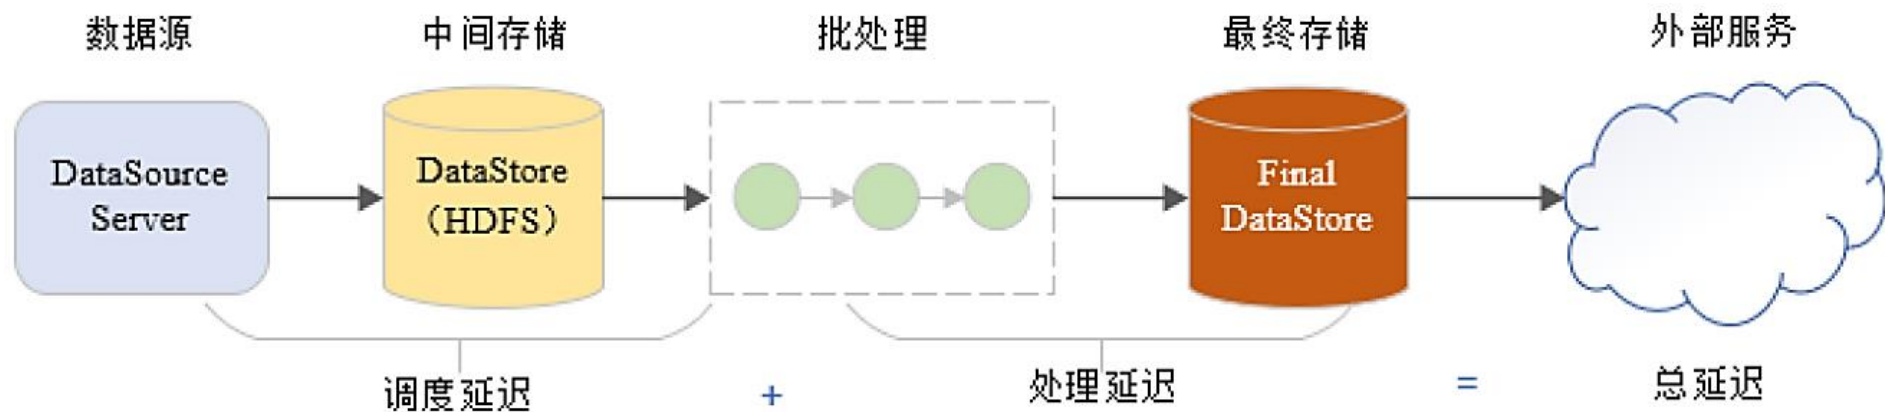 数据源
中间存储
批处理
最终存储
外部服务
DataSource
Server
DataStore
（HDFS）
Final
DataStore
调度延迟
+
处理延迟
=
总延迟